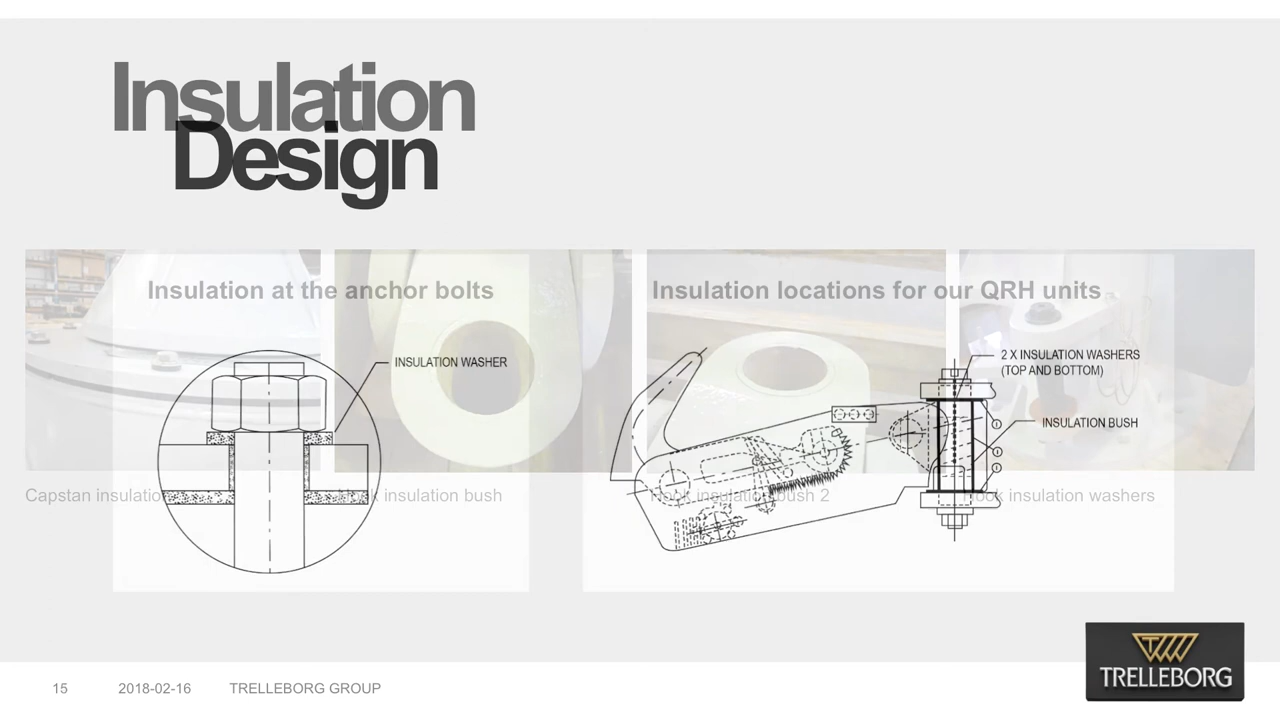 Insulation
Design
Insulation at the anchor bolts
Insulation locations for our QRH units
INSULATION WASHER
2 X INSULATION WASHERS
(TOP AND BOTTOM)
INSULATION BUSH
Capstan insulation
insulation bush
Hook insulation bush 2
Hook insulation washers
15 2018-02-16 TRELLEBORG GROUP
TRELLEBORG